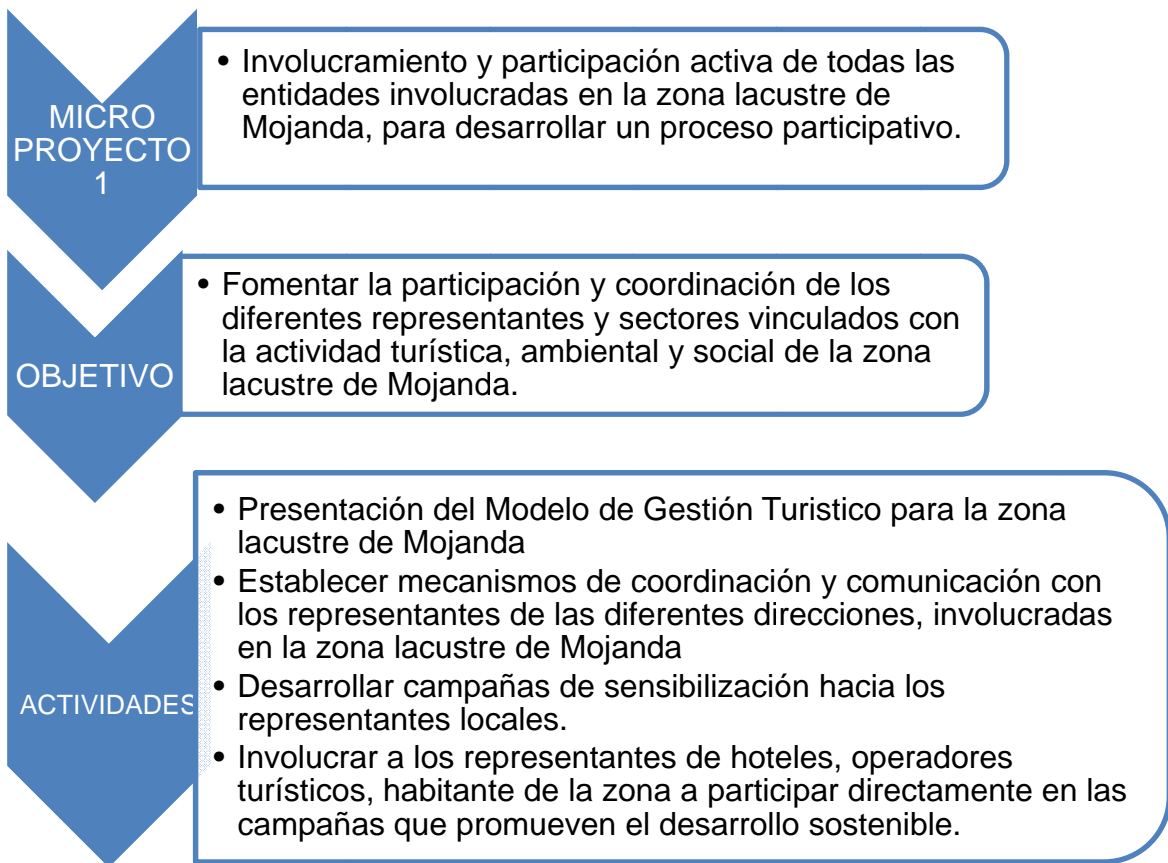 MICRO
PROYECTO
1
• Involucramiento y participación activa de todas las
entidades involucradas en la zona lacustre de
Mojanda, para desarrollar un proceso participativo.
OBJETIVO
• Fomentar la participación y coordinación de los
diferentes representantes y sectores vinculados con
la actividad turística, ambiental y social de la zona
lacustre de Mojanda.
ACTIVIDADES
• Presentación del Modelo de Gestión Turistico para la zona
lacustre de Mojanda
• Establecer mecanismos de coordinación y comunicación con
los representantes de las diferentes direcciones, involucradas
en la zona lacustre de Mojanda
• Desarrollar campañas de sensibilización hacia los
representantes locales.
• Involucrar a los representantes de hoteles, operadores
turísticos, habitante de la zona a participar directamente en las
campañas que promueven el desarrollo sostenible.